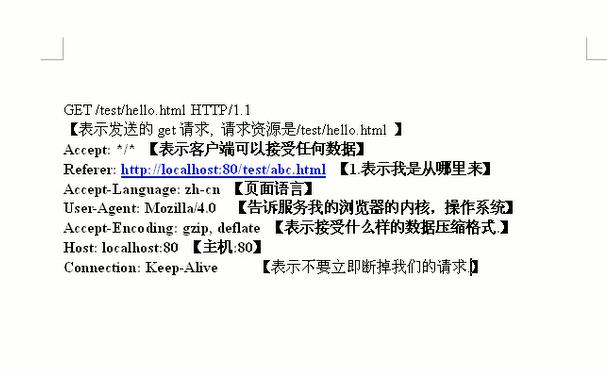 GET /test/hello.html HTTP/1.1
【表示发送的 get 请求, 请求资源是/test/hello.html 】
Accept: */* 【表示客户端可以接受任何数据】
Referer: http://localhost:80/test/abc.html 【1.表示我是从哪里来】
Accept-Language: zh-cn 【页面语言】
User-Agent: Mozilla/4.0 【告诉服务我的浏览器的内核，操作系统】
Accept-Encoding: gzip, deflate 【表示接受什么样的数据压缩格式.】
Host: localhost:80 【主机:80】
Connection: Keep-Alive 【表示不要立即断掉我们的请求.】